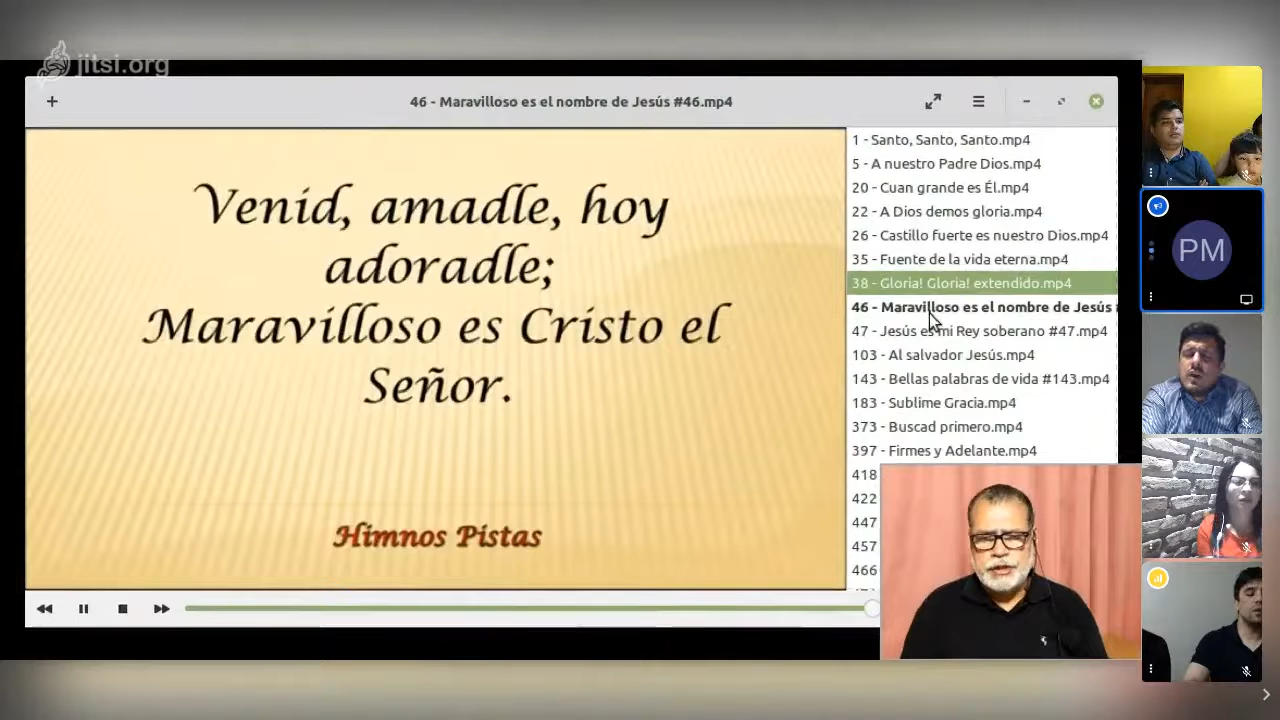 jitsi.org
46 - Maravilloso es el nombre de Jesús #46.mp4
Venid, amadle, hoy
adoradle;
Maravilloso es Cristo el
Señor.
Himnos Pistas
1 - Santo, Santo, Santo.mp4
5 - A nuestro Padre Dios.mp4
20 - Cuan grande es Él.mp4
22 - A Dios demos gloria.mp4
26 - Castillo fuerte es nuestro Dios.mp4
35 - Fuente de la vida eterna.mp4
38 - Gloria! Gloria! extendido.mp4
46 - Maravilloso es el nombre de Jesús
47 - Jesús es mi Rey soberano #47.mp4
103 - Al salvador Jesús.mp4
143 - Bellas palabras de vida #143.mp4
183 - Sublime Gracia.mp4
373 - Buscad primero.mp4
397 - Firmes y Adelante.mp4
418
422
447
457
466
PM